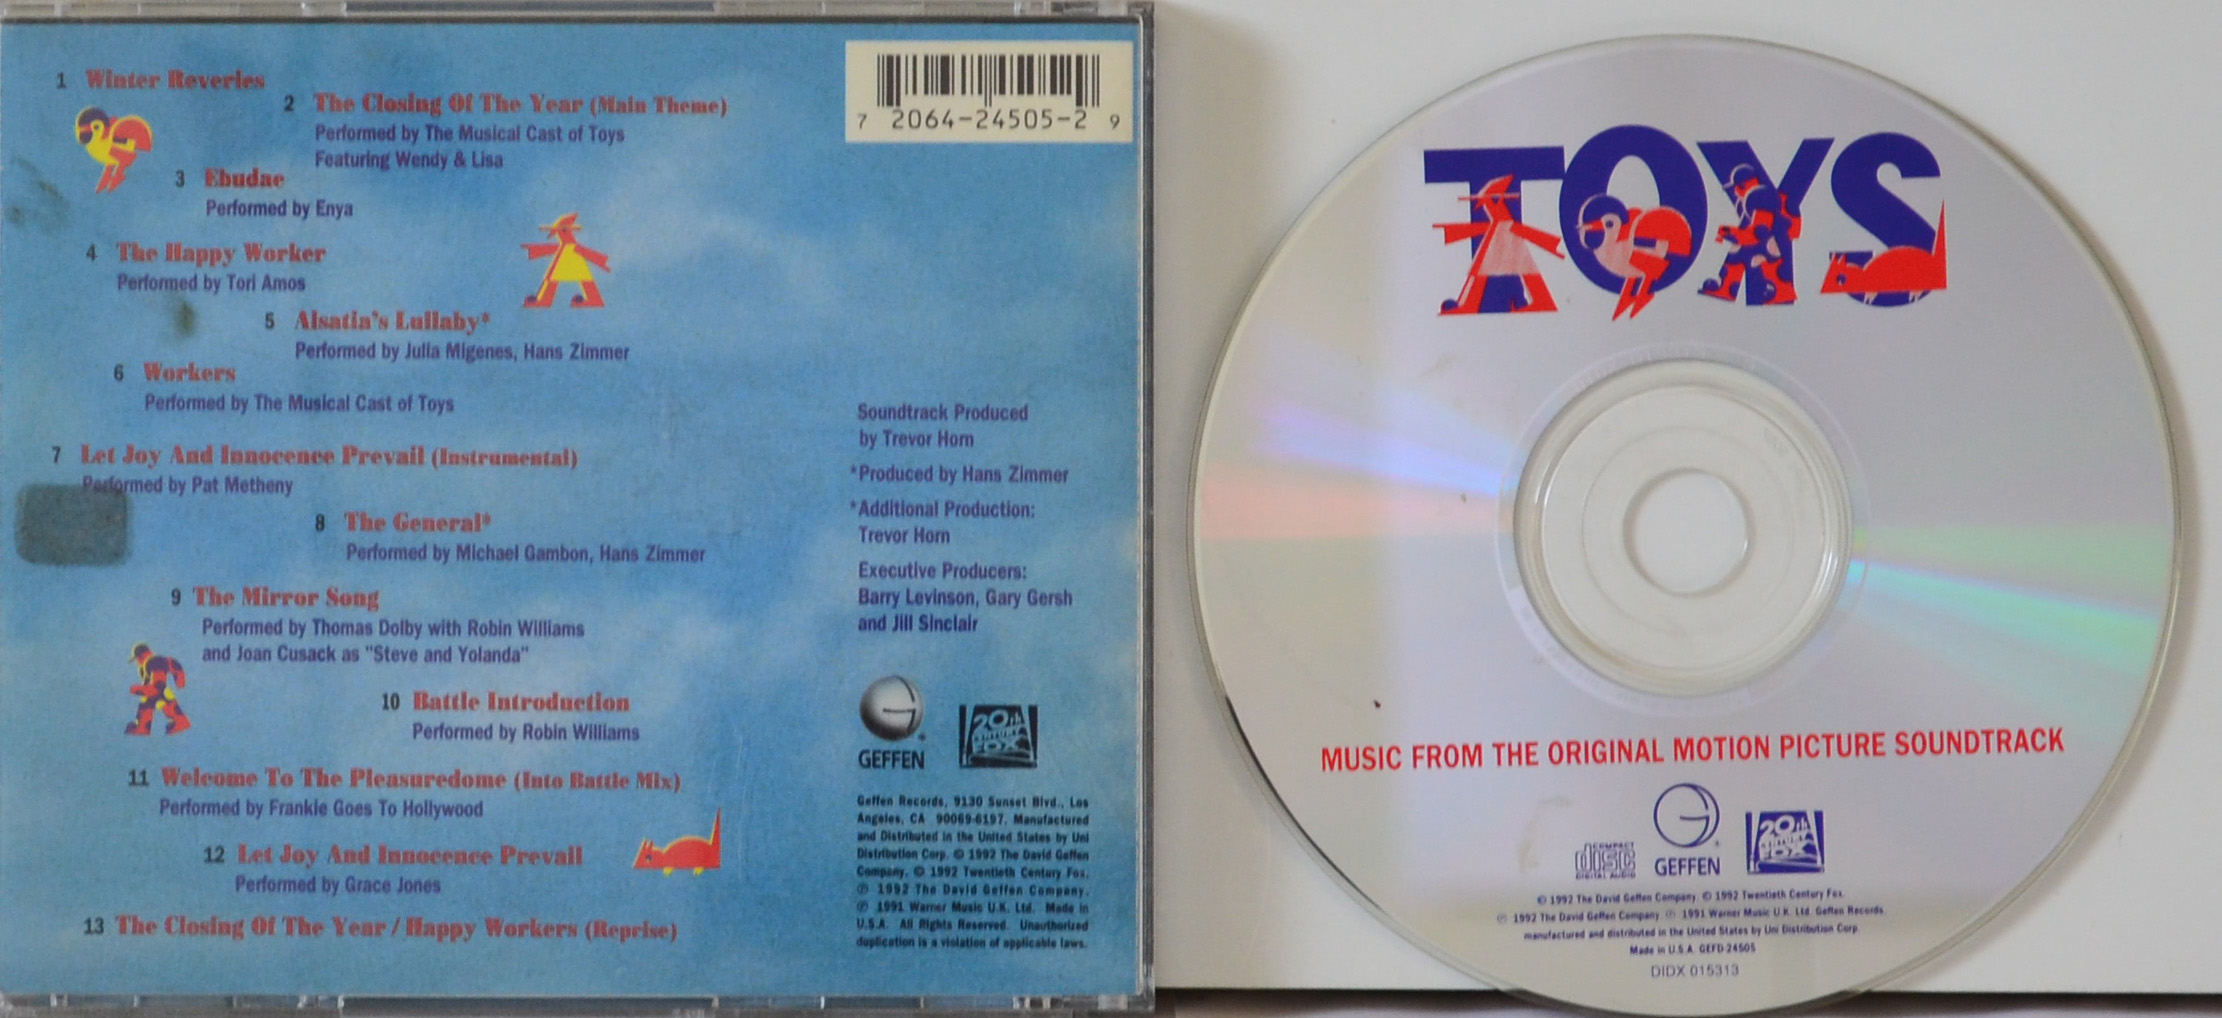 1 Winter Reveries
2 The Closing Of The Year (Main Theme)
Performed by The Musical Cast of Toys
Featuring Wendy & Lisa
3 Ebudae
Performed by Enya
4 The Happy Worker
Performed by Tori Amos
5 Alsatia's Lullaby*
Performed by Julia Migenes, Hans Zimmer
6 Workers
Performed by The Musical Cast of Toys
7 Let Joy And Innocence Prevail (Instrumental)
Performed by Pat Metheny
8 The General*
Performed by Michael Gambon, Hans Zimmer
9 The Mirror Song
Performed by Thomas Dolby with Robin Williams
and Joan Cusack as "Steve and Yolanda"
10 Battle Introduction
Performed by Robin Williams
11 Welcome To The Pleasuredome (Into Battle Mix)
Performed by Frankie Goes To Hollywood
12 Let Joy And Innocence Prevail
Performed by Grace Jones
13 The Closing Of The Year / Happy Workers (Reprise)
7 2064-24505-2 9
Soundtrack Produced
by Trevor Horn
*Produced by Hans Zimmer
*Additional Production:
Trevor Horn
Executive Producers:
Barry Levinson, Gary Gersh
and Jill Sinclair
G
GEFFEN
20th
CENTURY
FOX
Geffen Records, 9130 Sunset Blvd., Los
Angeles, CA 90069-6197. Manufactured
and Distributed in the United States by Uni
Distribution Corp. © 1992 The David Geffen
Company. © 1992 Twentieth Century Fox.
℗ 1992 The David Geffen Company.
℗ 1991 Warner Music U.K. Ltd. Made in
U.S.A. All Rights Reserved. Unauthorized
duplication is a violation of applicable laws.
TOYS
MUSIC FROM THE ORIGINAL MOTION PICTURE SOUNDTRACK
COMPACT
disc
DIGITAL AUDIO
G
GEFFEN
20th
CENTURY
FOX
© 1992 The David Geffen Company. © 1992 Twentieth Century Fox.
℗ 1992 The David Geffen Company. ℗ 1991 Warner Music U.K. Ltd. Geffen Records,
manufactured and distributed in the United States by Uni Distribution Corp.
Made in U.S.A. GEFD-24505
DIDX 015313